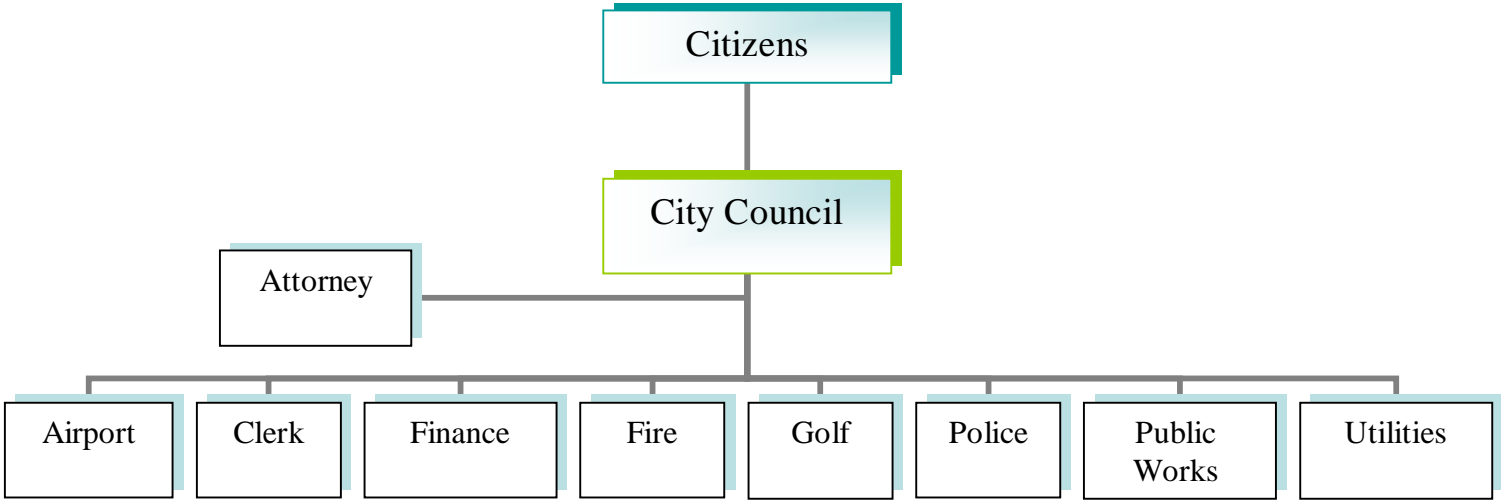 Citizens
City Council
Attorney
Airport
Clerk
Finance
Fire
Golf
Police
Public
Works
Utilities